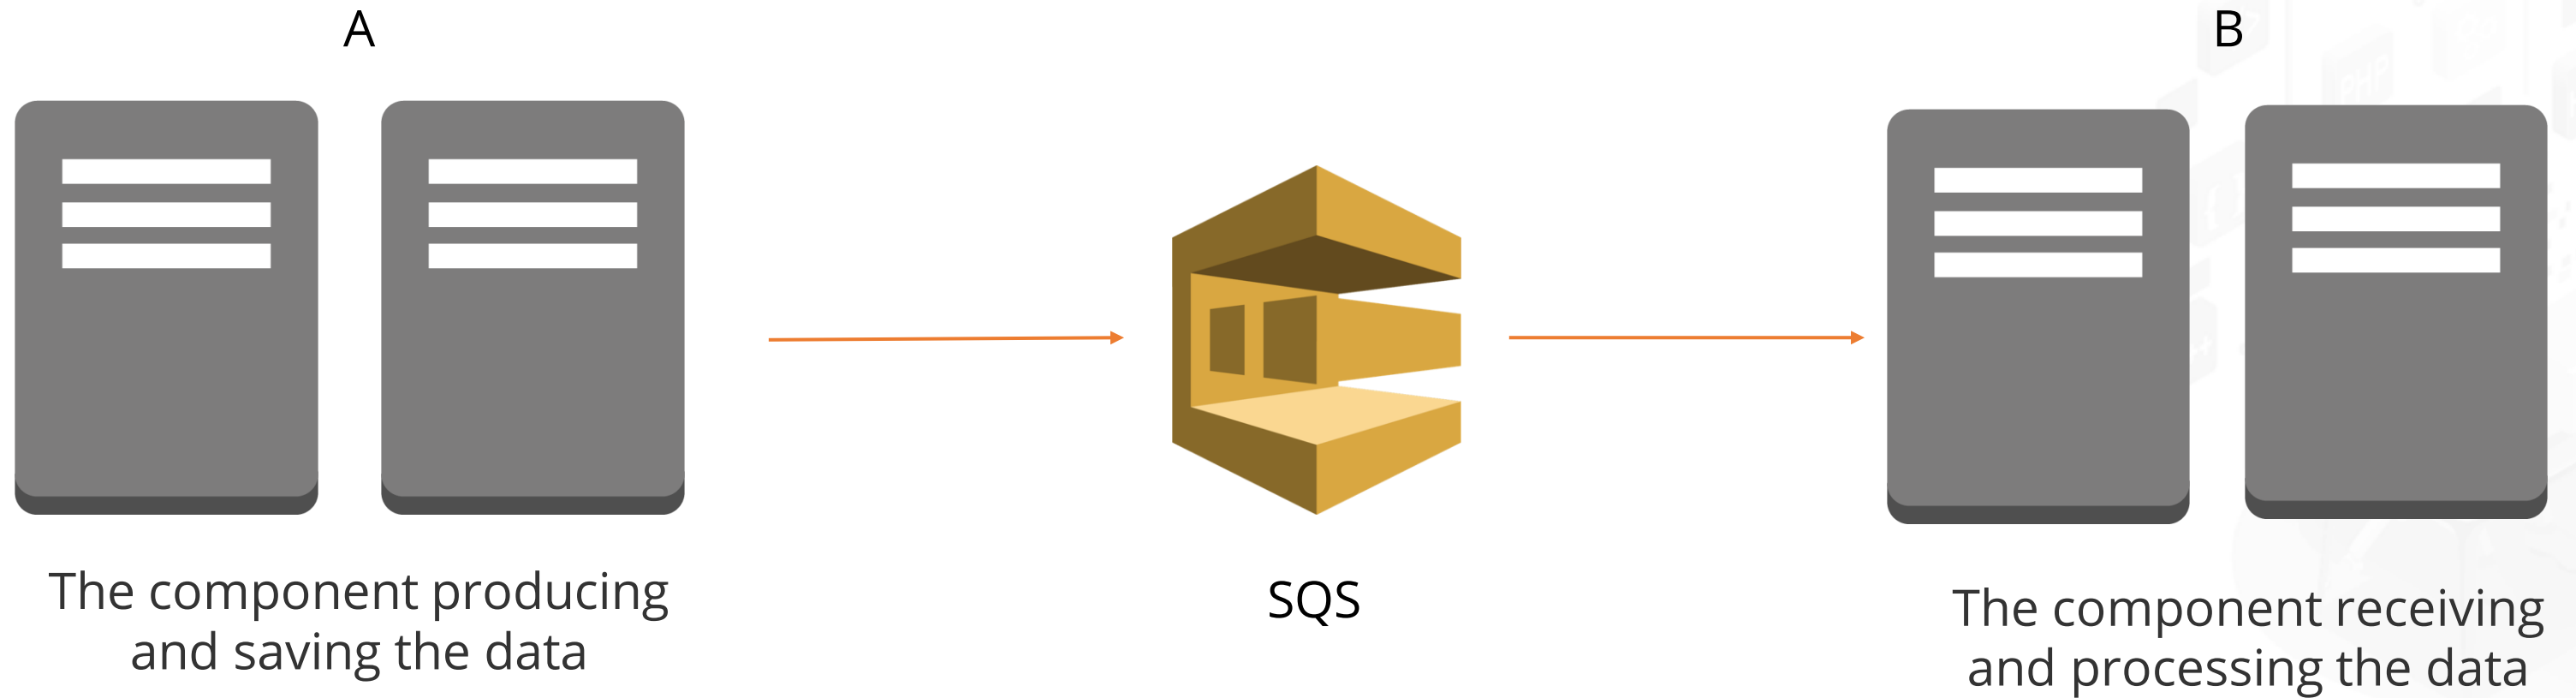 A
B
The component producing
and saving the data
SQS
The component receiving
and processing the data